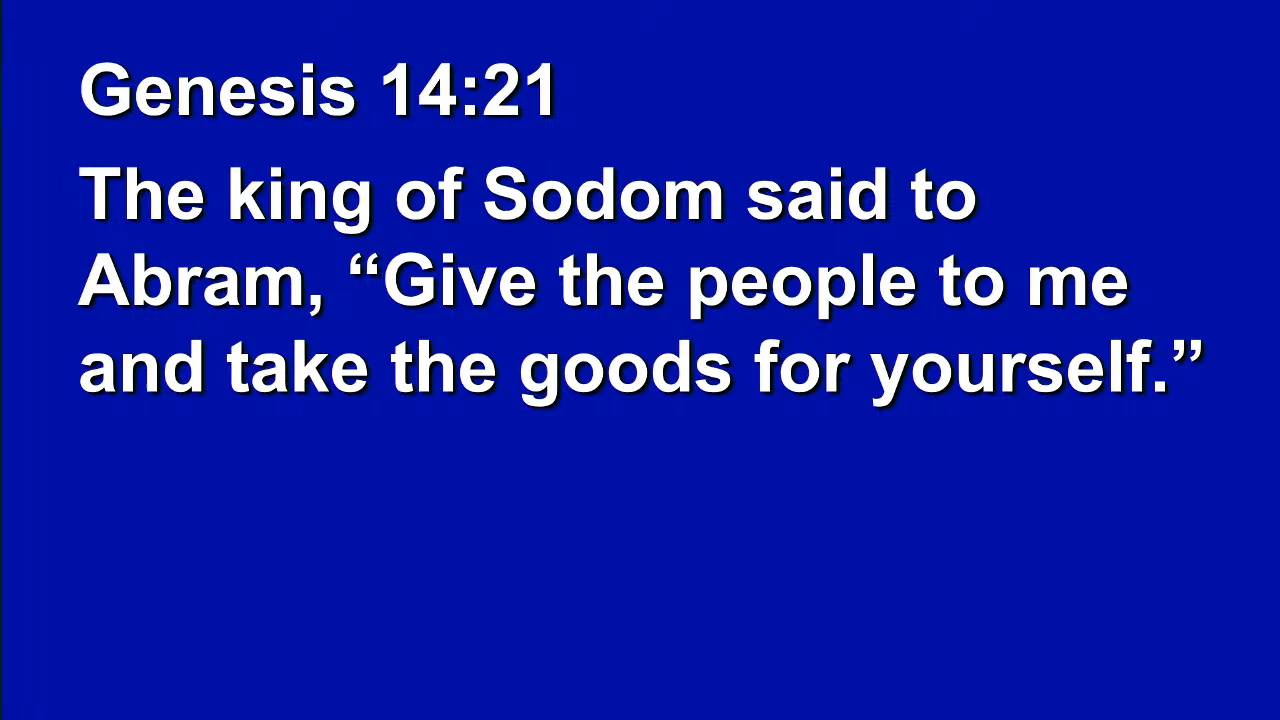 Genesis 14:21
The king of Sodom said to
Abram, “Give the people to me
and take the goods for yourself.”